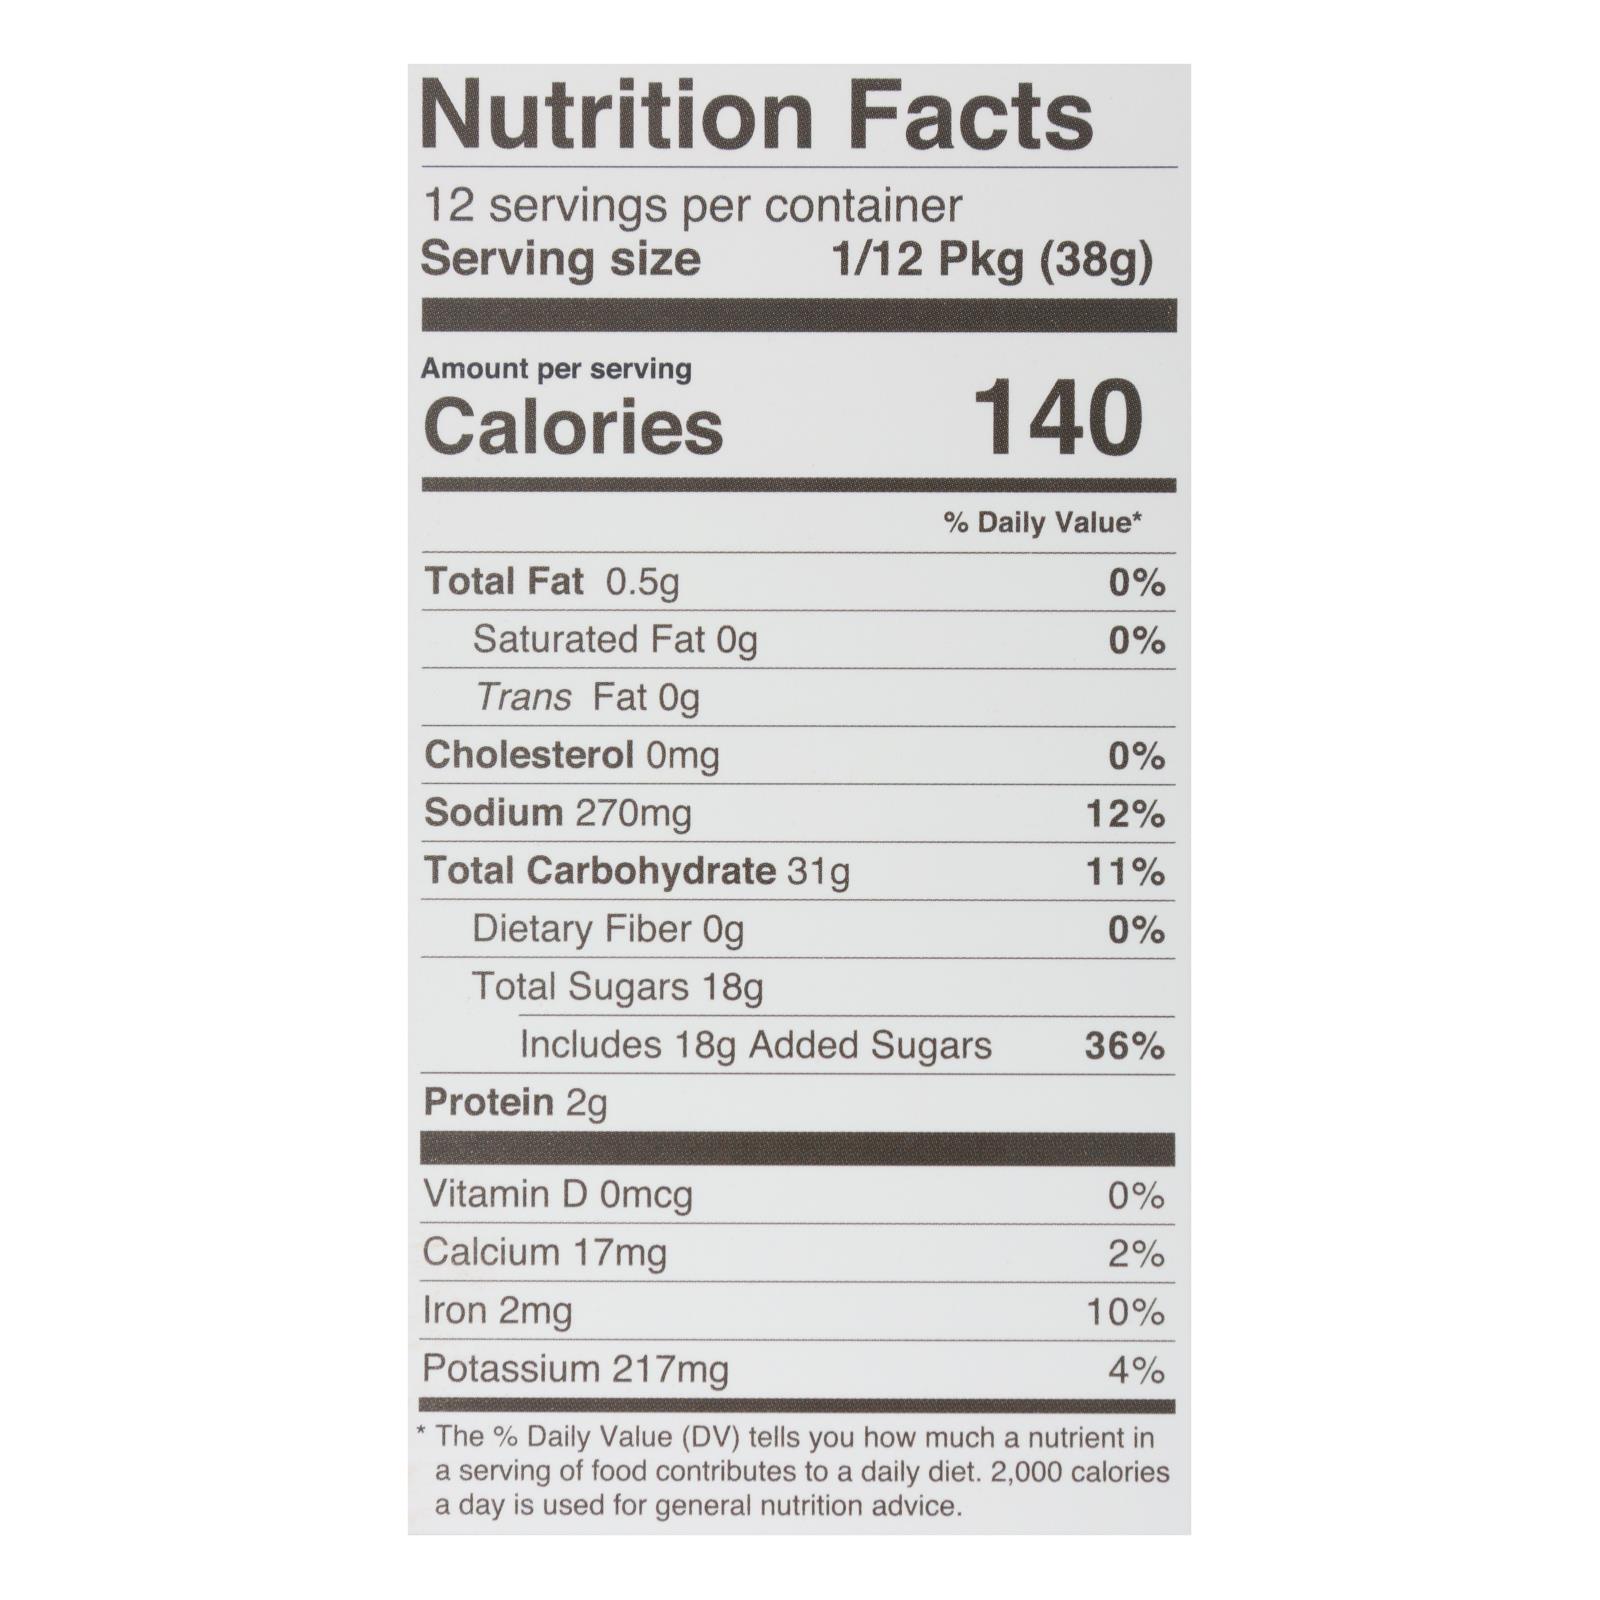 Nutrition Facts
12 servings per container
Serving size 1/12 Pkg (38g)
Amount per serving
Calories 140
% Daily Value*
Total Fat 0.5g 0%
Saturated Fat 0g 0%
Trans Fat 0g
Cholesterol 0mg 0%
Sodium 270mg 12%
Total Carbohydrate 31g 11%
Dietary Fiber 0g 0%
Total Sugars 18g
Includes 18g Added Sugars 36%
Protein 2g
Vitamin D 0mcg 0%
Calcium 17mg 2%
Iron 2mg 10%
Potassium 217mg 4%
* The % Daily Value (DV) tells you how much a nutrient in
a serving of food contributes to a daily diet. 2,000 calories
a day is used for general nutrition advice.